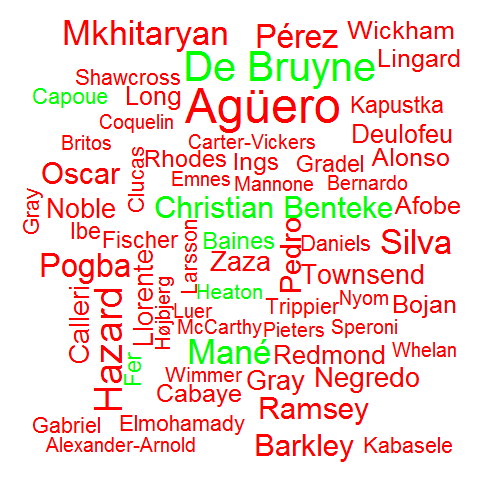 Mkhitaryan
Pérez
Wickham
Lingard
De Bruyne
Shawcross
Capoue
Long
Agüero
Kapustka
Coquelin
Deulofeu
Britos
Carter-Vickers
Rhodes
Ings
Gradel
Alonso
Oscar
Clucas
Emnes
Mannone
Bernardo
Gray
Noble
Christian Benteke
Afobe
Ibe
Fischer
Baines
Pedro
Daniels
Silva
Pogba
Larsson
Zaza
Townsend
Calleri
Hazard
Llorente
Højbjerg
Heaton
Luer
Trippier
Nyom
Bojan
McCarthy
Pieters
Speroni
Fer
Mané
Redmond
Whelan
Wimmer
Gray
Negredo
Cabaye
Ramsey
Gabriel
Elmohamady
Alexander-Arnold
Barkley
Kabasele